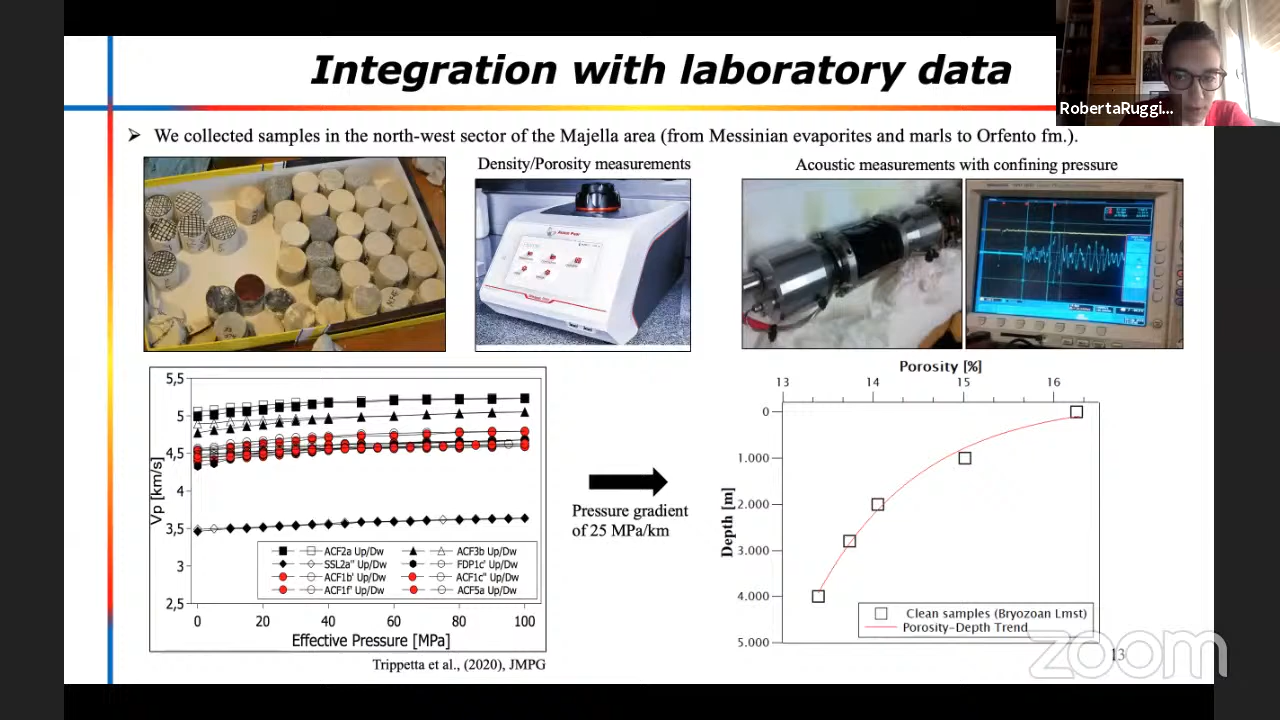 Integration with laboratory data
RobertaRuggi...
➢ We collected samples in the north-west sector of the Majella area (from Messinian evaporites and marls to Orfento fm.).
Density/Porosity measurements
Acoustic measurements with confining pressure
Vp [km/s]
5,5
5
4,5
4
3,5
3
2,5
0 20 40 60 80 100
Effective Pressure [MPa]
ACF2a Up/Dw ACF3b Up/Dw
SSL2a" Up/Dw FDP1c' Up/Dw
ACF1b' Up/Dw ACF1c" Up/Dw
ACF1f' Up/Dw ACF5a Up/Dw
Trippetta et al., (2020), JMPG
Pressure gradient
of 25 MPa/km
Porosity [%]
13 14 15 16
Depth [m]
0
1.000
2.000
3.000
4.000
5.000
Clean samples (Bryozoan Lmst)
Porosity-Depth Trend
13
zoom